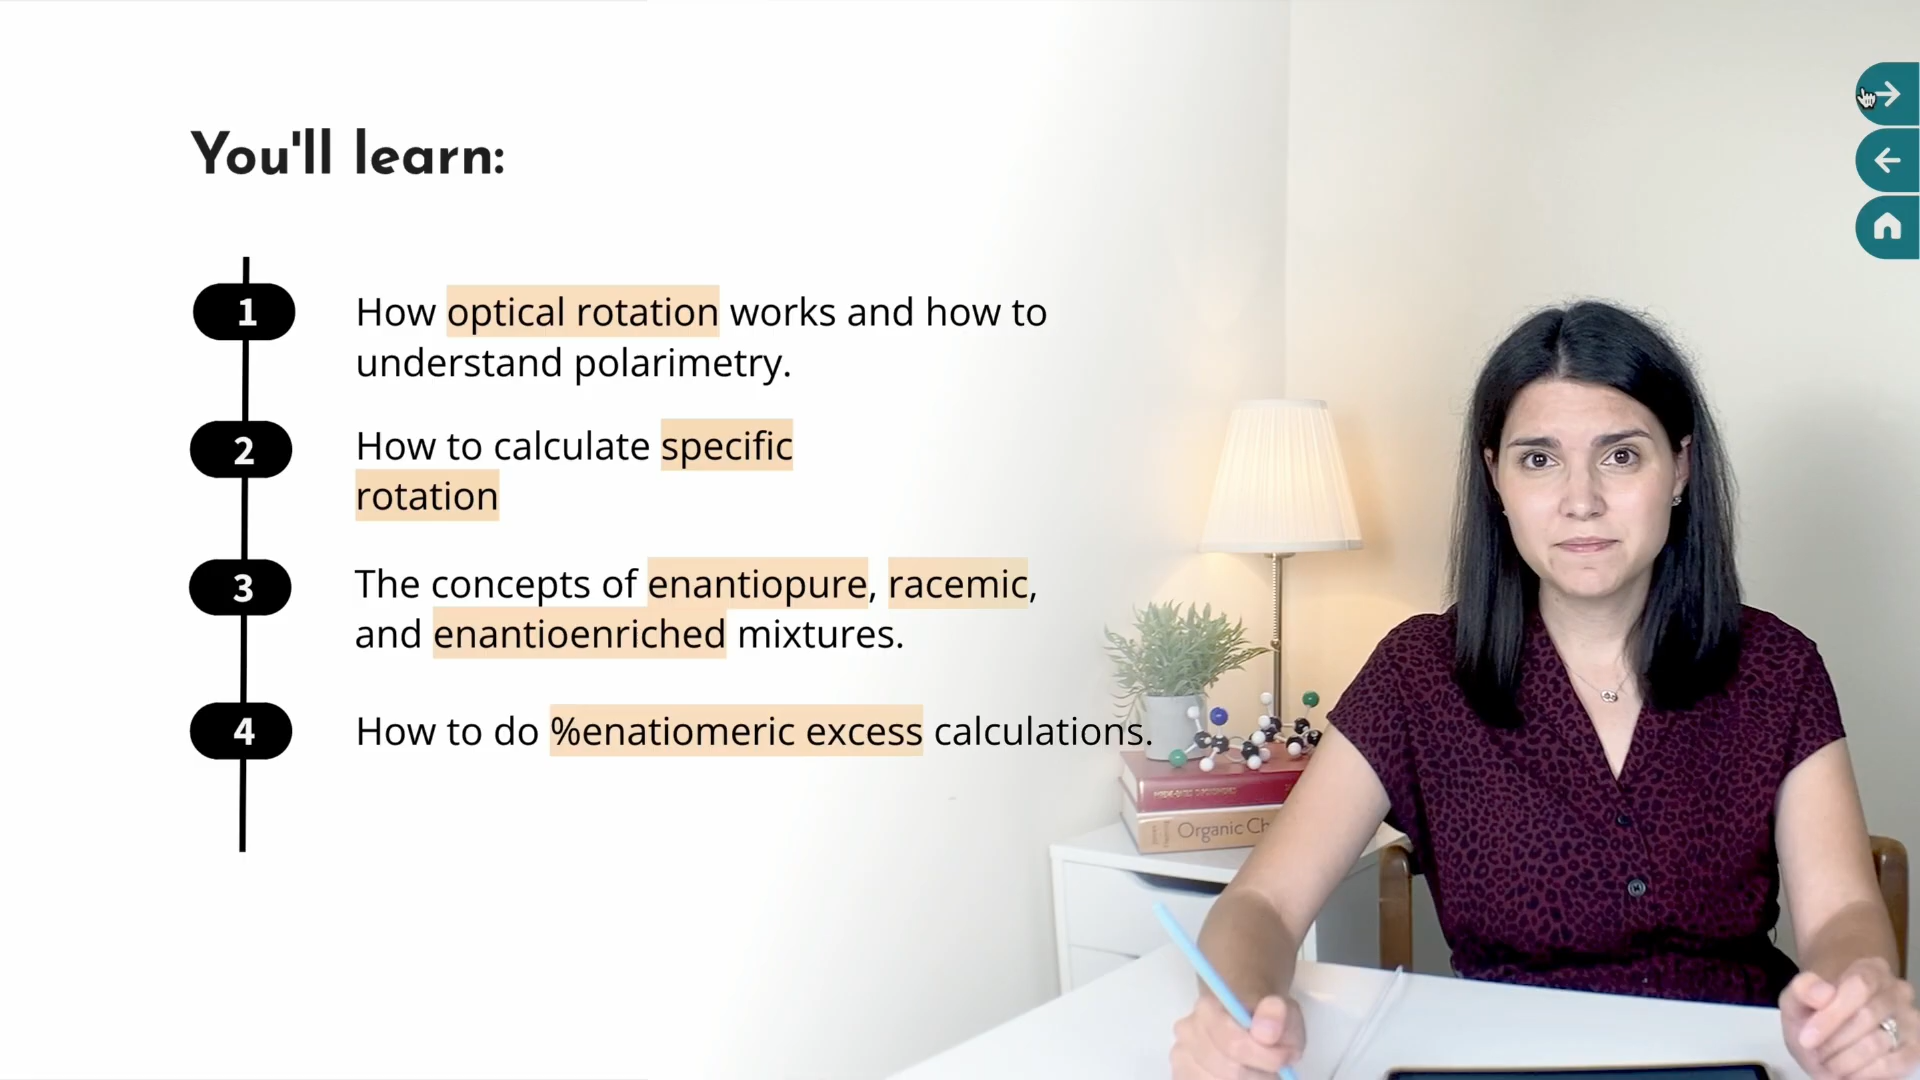 You'll learn:
1
How optical rotation works and how to
understand polarimetry.
2
How to calculate specific
rotation
3
The concepts of enantiopure, racemic,
and enantioenriched mixtures.
4
How to do %enatiomeric excess calculations.
Organic Ch